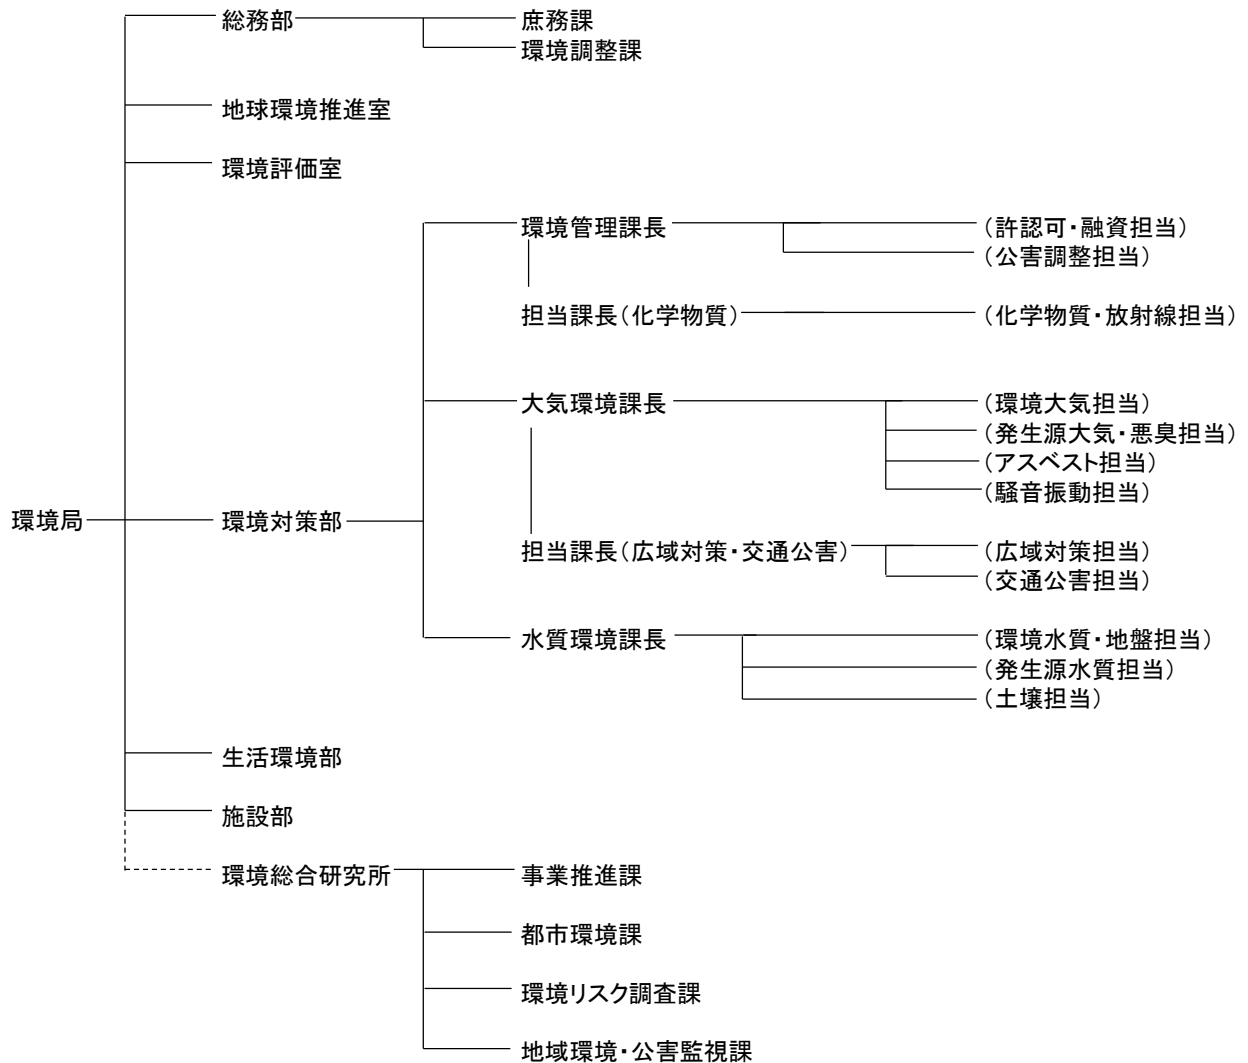 総務部
庶務課
環境調整課
地球環境推進室
環境評価室
環境管理課長
(許認可・融資担当)
(公害調整担当)
担当課長(化学物質)
(化学物質・放射線担当)
大気環境課長
(環境大気担当)
(発生源大気・悪臭担当)
(アスベスト担当)
(騒音振動担当)
環境局
環境対策部
担当課長(広域対策・交通公害)
(広域対策担当)
(交通公害担当)
水質環境課長
(環境水質・地盤担当)
(発生源水質担当)
(土壌担当)
生活環境部
施設部
環境総合研究所
事業推進課
都市環境課
環境リスク調査課
地域環境・公害監視課